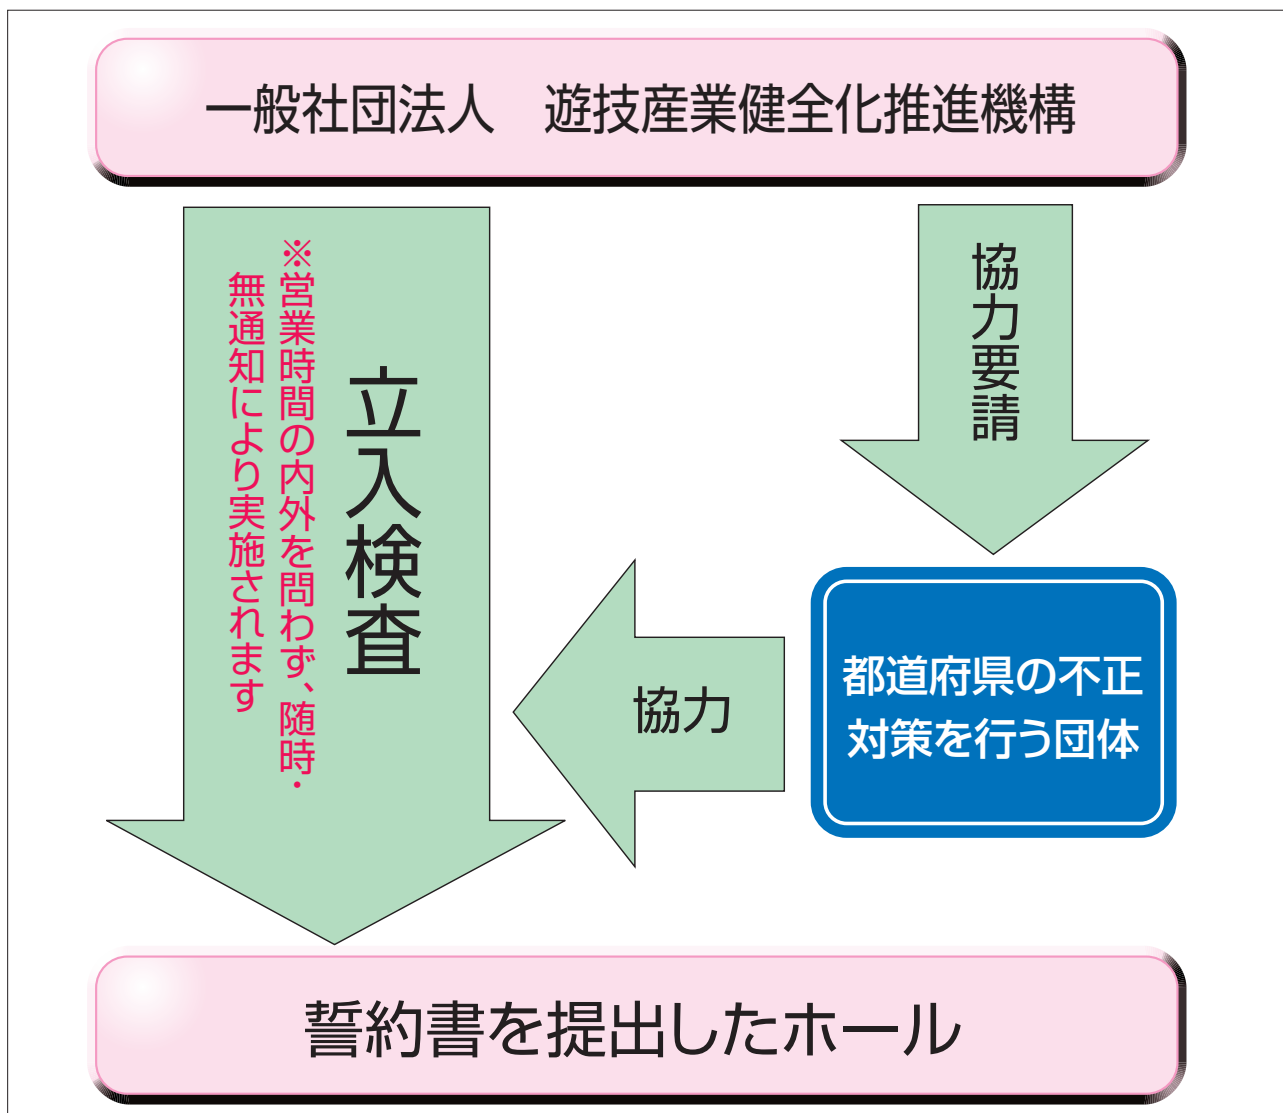 一般社団法人　遊技産業健全化推進機構
立入検査
※営業時間の内外を問わず、随時・
無通知により実施されます
協力要請
協力
都道府県の不正
対策を行う団体
誓約書を提出したホール